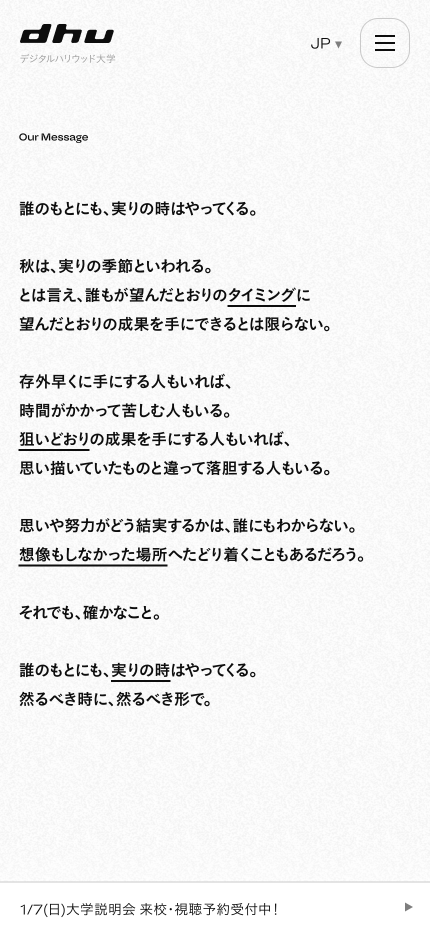 dhu
デジタルハリウッド大学
JP ▾
Our Message
誰のもとにも、実りの時はやってくる。
秋は、実りの季節といわれる。
とは言え、誰もが望んだとおりのタイミングに
望んだとおりの成果を手にできるとは限らない。
存外早くに手にする人もいれば、
時間がかかって苦しむ人もいる。
狙いどおりの成果を手にする人もいれば、
思い描いていたものと違って落胆する人もいる。
思いや努力がどう結実するかは、誰にもわからない。
想像もしなかった場所へたどり着くこともあるだろう。
それでも、確かなこと。
誰のもとにも、実りの時はやってくる。
然るべき時に、然るべき形で。
1/7(日)大学説明会 来校・視聴予約受付中!